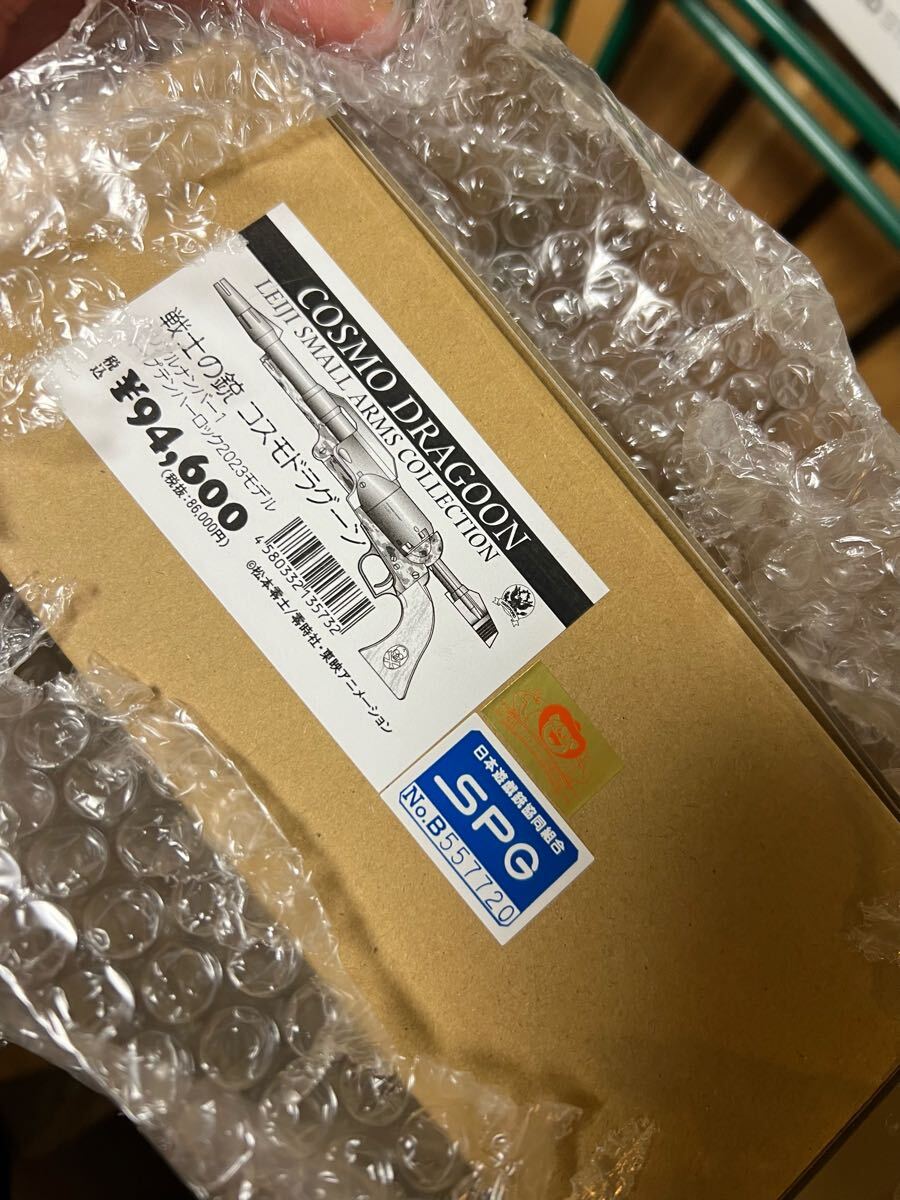 COSMO DRAGOON
LEIJI SMALL ARMS COLLECTION
戦士の銃 コスモドラグーン
シリアルナンバー1
キャプテンハーロック2023モデル
税込 ¥94,600
(税抜:86,000円)
4 580332 135732
©松本零士/零時社・東映アニメーション
日本遊戯銃協同組合
SPG
No.B557720